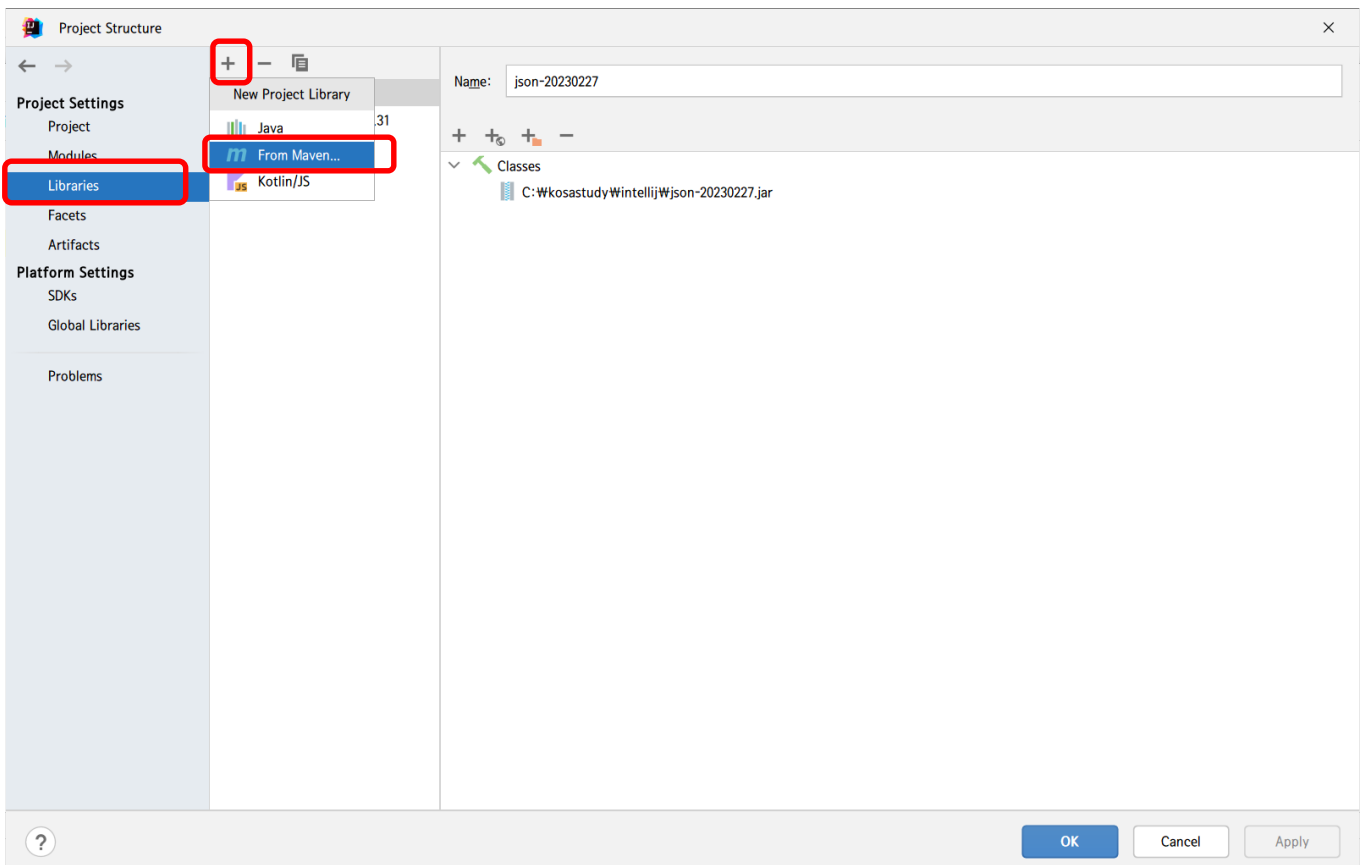 Project Structure
Project Settings
Project
Modules
Libraries
Facets
Artifacts
Platform Settings
SDKs
Global Libraries
Problems
New Project Library
Java
.31
From Maven...
Kotlin/JS
Name:
json-20230227
Classes
C:₩kosastudy₩intellij₩json-20230227.jar
?
OK
Cancel
Apply